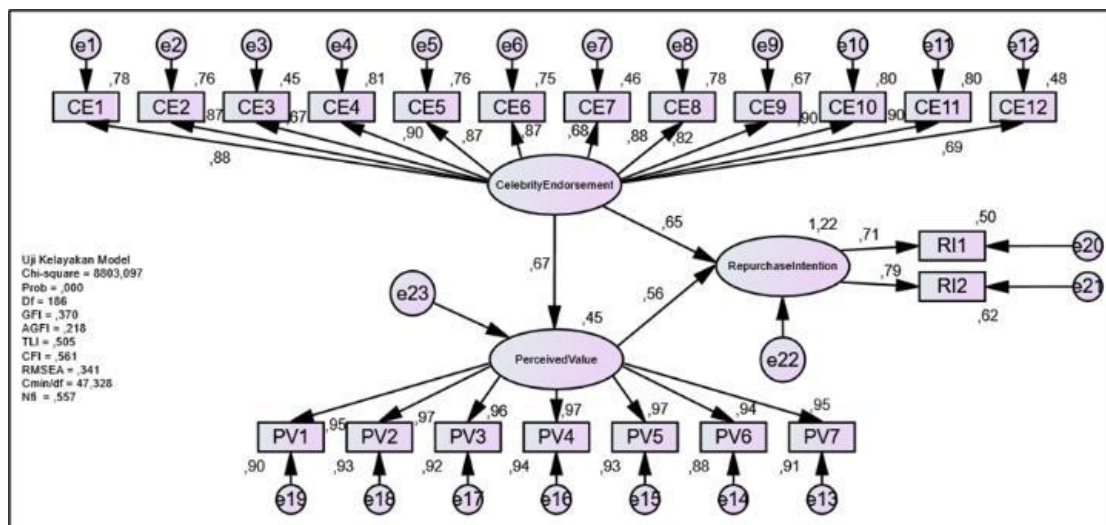 e1 e2 e3 e4 e5 e6 e7 e8 e9 e10 e11 e12
,78 ,76 ,45 ,81 ,76 ,75 ,46 ,78 ,67 ,80 ,80 ,48
CE1 CE2 CE3 CE4 CE5 CE6 CE7 CE8 CE9 CE10 CE11 CE12
,88 ,87 ,67 ,90 ,87 ,87 ,68 ,88 ,82 ,90 ,90 ,69
CelebrityEndorsement
,65 1,22 ,71 ,50
RI1 e20
,67 RepurchaseIntention
,79 RI2 e21
,62
,56
e22
e23
,45
PerceivedValue
Uji Kelayakan Model
Chi-square = 8803,097
Prob = ,000
Df = 186
GFI = ,370
AGFI = ,218
TLI = ,505
CFI = ,561
RMSEA = ,341
Cmin/df = 47,328
Nfi = ,557
,95 ,97 ,96 ,97 ,97 ,94 ,95
PV1 PV2 PV3 PV4 PV5 PV6 PV7
,90 ,93 ,92 ,94 ,93 ,88 ,91
e19 e18 e17 e16 e15 e14 e13